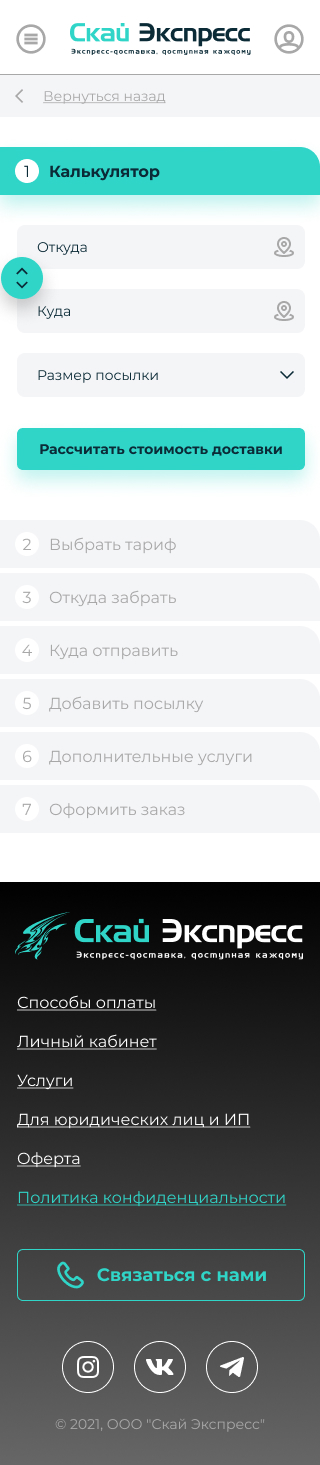 Скай Экспресс
Экспресс-доставка, доступная каждому
Вернуться назад
1 Калькулятор
Откуда
Куда
Размер посылки
Рассчитать стоимость доставки
2 Выбрать тариф
3 Откуда забрать
4 Куда отправить
5 Добавить посылку
6 Дополнительные услуги
7 Оформить заказ
Скай Экспресс
Экспресс-доставка, доступная каждому
Способы оплаты
Личный кабинет
Услуги
Для юридических лиц и ИП
Оферта
Политика конфиденциальности
Связаться с нами
© 2021, ООО "Скай Экспресс"